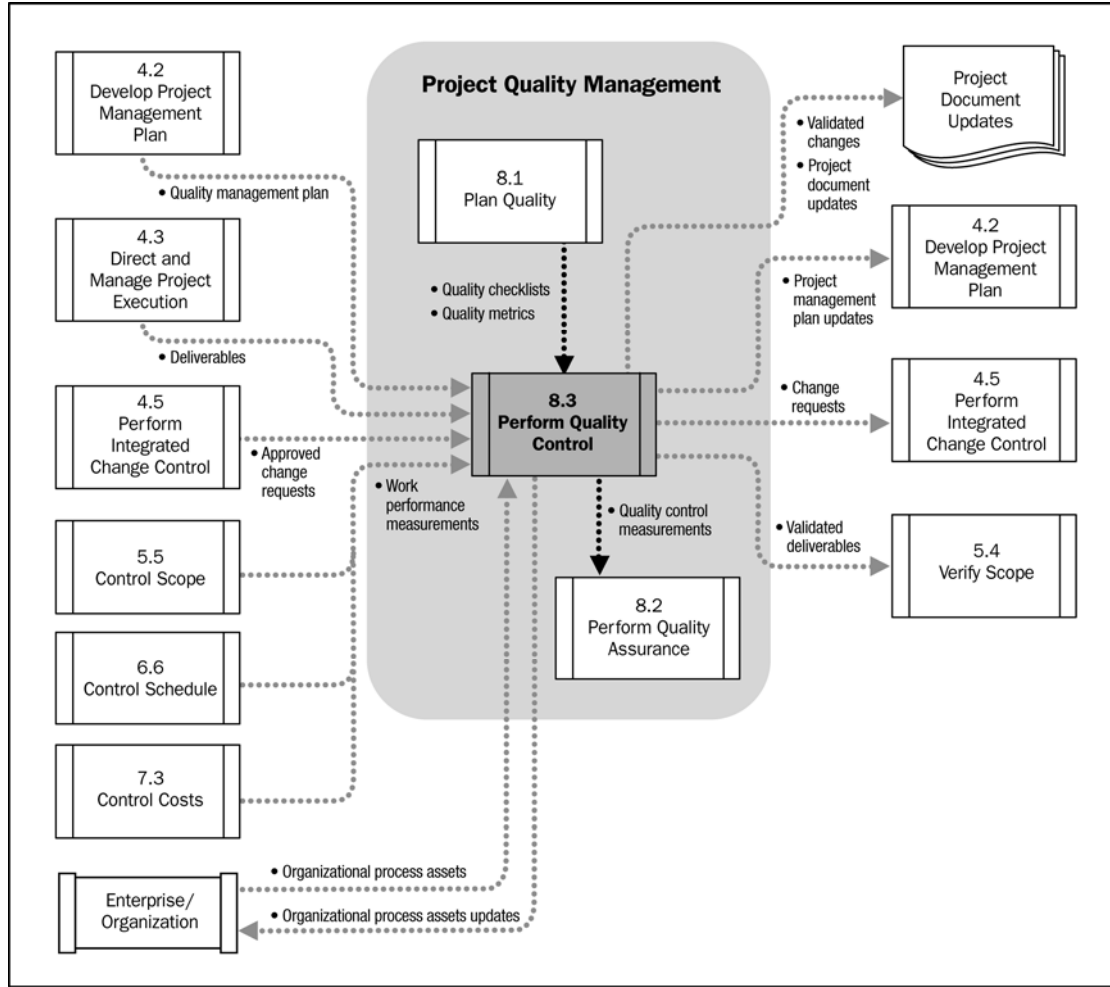 4.2
Develop Project
Management
Plan
• Quality management plan
4.3
Direct and
Manage Project
Execution
• Deliverables
4.5
Perform
Integrated
Change Control
• Approved
change
requests
5.5
Control Scope
6.6
Control Schedule
7.3
Control Costs
• Work
performance
measurements
Enterprise/
Organization
• Organizational process assets
• Organizational process assets updates
Project Quality Management
8.1
Plan Quality
• Quality checklists
• Quality metrics
8.3
Perform Quality
Control
• Quality control
measurements
8.2
Perform Quality
Assurance
• Validated
changes
• Project
document
updates
Project
Document
Updates
• Project
management
plan updates
4.2
Develop Project
Management
Plan
• Change
requests
4.5
Perform
Integrated
Change Control
• Validated
deliverables
5.4
Verify Scope